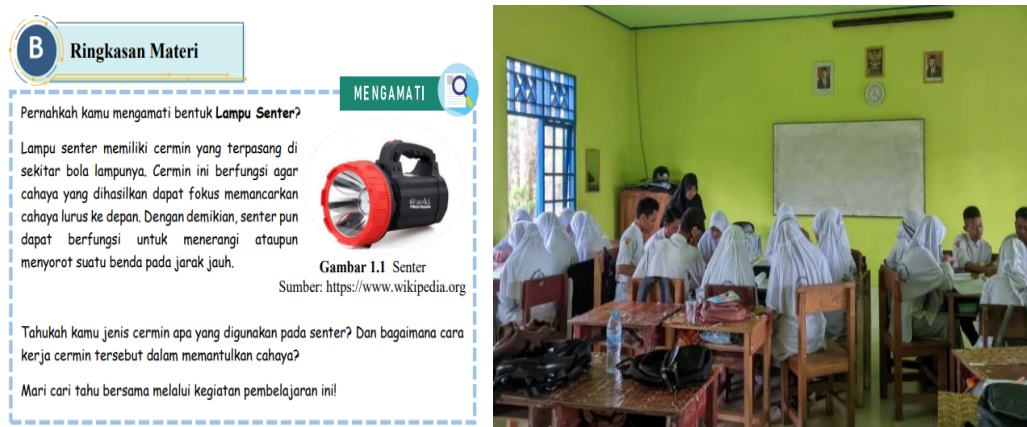 B
Ringkasan Materi
MENGAMATI
Pernahkah kamu mengamati bentuk Lampu Senter?
Lampu senter memiliki cermin yang terpasang di
sekitar bola lampunya. Cermin ini berfungsi agar
cahaya yang dihasilkan dapat fokus memancarkan
cahaya lurus ke depan. Dengan demikian, senter pun
dapat berfungsi untuk menerangi ataupun
menyorot suatu benda pada jarak jauh.
Gambar 1.1 Senter
Sumber: https://www.wikipedia.org
Tahukah kamu jenis cermin apa yang digunakan pada senter? Dan bagaimana cara
kerja cermin tersebut dalam memantulkan cahaya?
Mari cari tahu bersama melalui kegiatan pembelajaran ini!